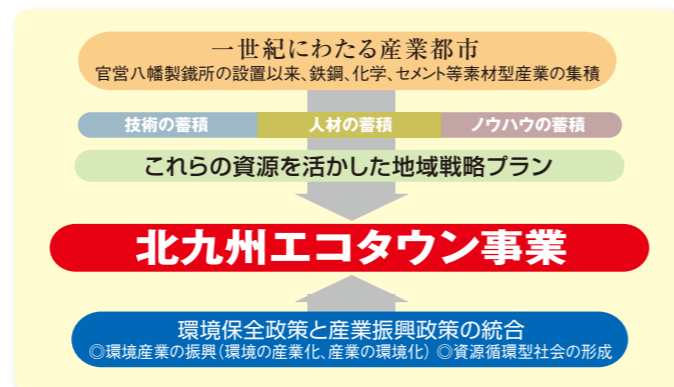 一世紀にわたる産業都市
官営八幡製鐵所の設置以来、鉄鋼、化学、セメント等素材型産業の集積
技術の蓄積 人材の蓄積 ノウハウの蓄積
これらの資源を活かした地域戦略プラン
北九州エコタウン事業
環境保全政策と産業振興政策の統合
◎環境産業の振興(環境の産業化、産業の環境化) ◎資源循環型社会の形成